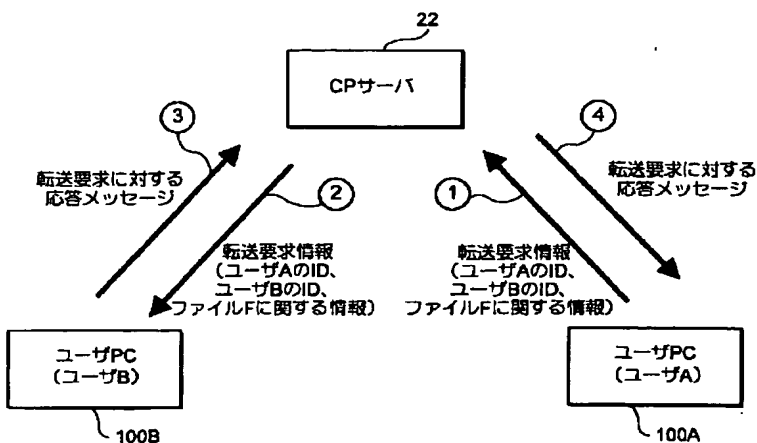 22
CPサーバ
③
④
転送要求に対する
応答メッセージ
転送要求に対する
応答メッセージ
②
①
転送要求情報
(ユーザAのID、
ユーザBのID、
ファイルFに関する情報)
転送要求情報
(ユーザAのID、
ユーザBのID、
ファイルFに関する情報)
ユーザPC
(ユーザB)
ユーザPC
(ユーザA)
100B
100A